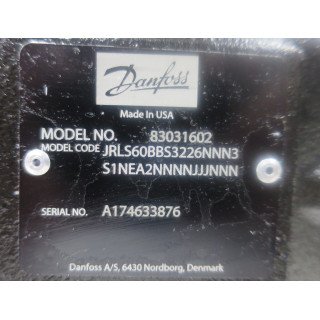 Danfoss
Made In USA
MODEL NO. 83031602
MODEL CODE JRLS60BBS3226NNN3
S1NEA2NNNNJJJNNN
SERIAL NO. A174633876
Danfoss A/S, 6430 Nordborg, Denmark